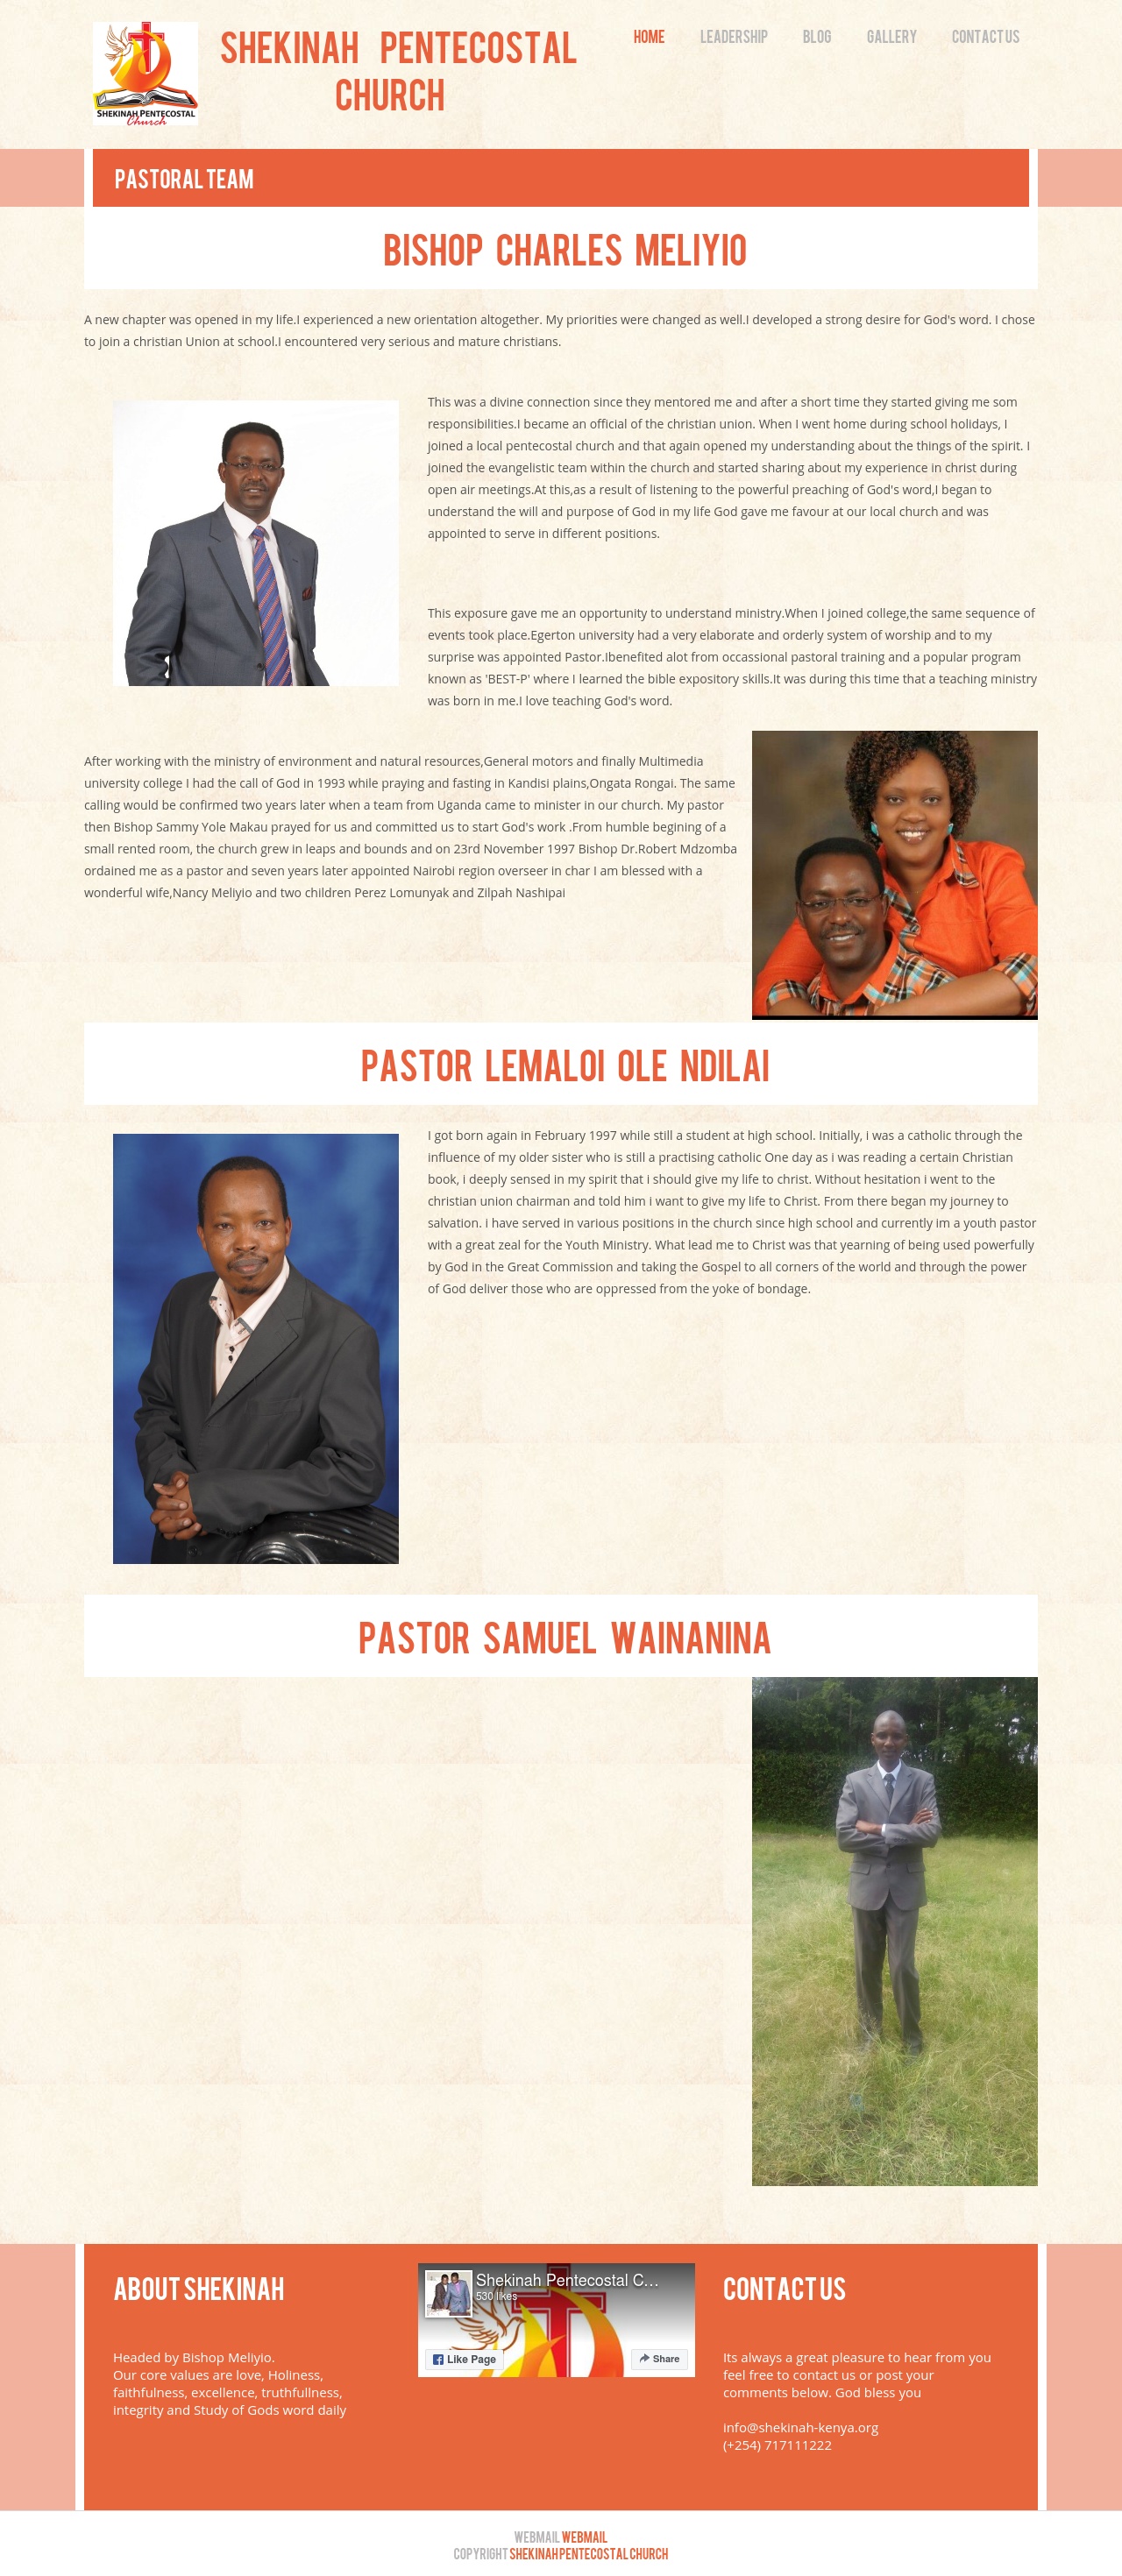 SHEKINAH PENTECOSTAL
Church
SHEKINAH PENTECOSTAL
CHURCH
HOME LEADERSHIP BLOG GALLERY CONTACT US
PASTORAL TEAM
BISHOP CHARLES MELIYIO
A new chapter was opened in my life.I experienced a new orientation altogether. My priorities were changed as well.I developed a strong desire for God's word. I chose
to join a christian Union at school.I encountered very serious and mature christians.
This was a divine connection since they mentored me and after a short time they started giving me som
responsibilities.I became an official of the christian union. When I went home during school holidays, I
joined a local pentecostal church and that again opened my understanding about the things of the spirit. I
joined the evangelistic team within the church and started sharing about my experience in christ during
open air meetings.At this,as a result of listening to the powerful preaching of God's word,I began to
understand the will and purpose of God in my life God gave me favour at our local church and was
appointed to serve in different positions.
This exposure gave me an opportunity to understand ministry.When I joined college,the same sequence of
events took place.Egerton university had a very elaborate and orderly system of worship and to my
surprise was appointed Pastor.Ibenefited alot from occassional pastoral training and a popular program
known as 'BEST-P' where I learned the bible expository skills.It was during this time that a teaching ministry
was born in me.I love teaching God's word.
After working with the ministry of environment and natural resources,General motors and finally Multimedia
university college I had the call of God in 1993 while praying and fasting in Kandisi plains,Ongata Rongai. The same
calling would be confirmed two years later when a team from Uganda came to minister in our church. My pastor
then Bishop Sammy Yole Makau prayed for us and committed us to start God's work .From humble begining of a
small rented room, the church grew in leaps and bounds and on 23rd November 1997 Bishop Dr.Robert Mdzomba
ordained me as a pastor and seven years later appointed Nairobi region overseer in char I am blessed with a
wonderful wife,Nancy Meliyio and two children Perez Lomunyak and Zilpah Nashipai
PASTOR LEMALOI OLE NDILAI
I got born again in February 1997 while still a student at high school. Initially, i was a catholic through the
influence of my older sister who is still a practising catholic One day as i was reading a certain Christian
book, i deeply sensed in my spirit that i should give my life to christ. Without hesitation i went to the
christian union chairman and told him i want to give my life to Christ. From there began my journey to
salvation. i have served in various positions in the church since high school and currently im a youth pastor
with a great zeal for the Youth Ministry. What lead me to Christ was that yearning of being used powerfully
by God in the Great Commission and taking the Gospel to all corners of the world and through the power
of God deliver those who are oppressed from the yoke of bondage.
PASTOR SAMUEL WAINANINA
ABOUT SHEKINAH
Headed by Bishop Meliyio.
Our core values are love, Holiness,
faithfulness, excellence, truthfullness,
integrity and Study of Gods word daily
Shekinah Pentecostal C...
530 likes
Like Page Share
CONTACT US
Its always a great pleasure to hear from you
feel free to contact us or post your
comments below. God bless you
info@shekinah-kenya.org
(+254) 717111222
WEBMAIL WEBMAIL
COPYRIGHT SHEKINAH PENTECOSTAL CHURCH